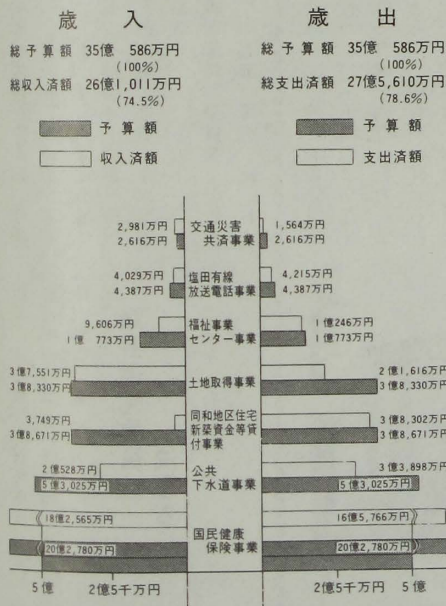 歳入
総予算額 35億 586万円
(100%)
総収入済額 26億1,011万円
(74.5%)
予算額
収入済額
歳出
総予算額 35億 586万円
(100%)
総支出済額 27億5,610万円
(78.6%)
予算額
支出済額
2,981万円
2,616万円
交通災害
共済事業
1,564万円
2,616万円
4,029万円
4,387万円
塩田有線
放送電話事業
4,215万円
4,387万円
9,606万円
1億 773万円
福祉事業
センター事業
1億246万円
1億773万円
3億7,551万円
3億8,330万円
土地取得事業
2億1,616万円
3億8,330万円
3,749万円
3億8,671万円
同和地区住宅
新築資金等貸
付事業
3億8,302万円
3億8,671万円
2億528万円
5億3,025万円
公共
下水道事業
3億3,898万円
5億3,025万円
18億2,565万円
20億2,780万円
国民健康
保険事業
16億5,766万円
20億2,780万円
5億
2億5千万円
2億5千万円
5億